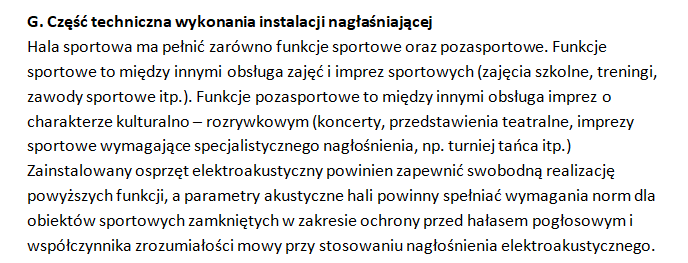 G. Część techniczna wykonania instalacji nagłaśniającej
Hala sportowa ma pełnić zarówno funkcje sportowe oraz pozasportowe. Funkcje
sportowe to między innymi obsługa zajęć i imprez sportowych (zajęcia szkolne, treningi,
zawody sportowe itp.). Funkcje pozasportowe to między innymi obsługa imprez o
charakterze kulturalno – rozrywkowym (koncerty, przedstawienia teatralne, imprezy
sportowe wymagające specjalistycznego nagłośnienia, np. turniej tańca itp.)
Zainstalowany osprzęt elektroakustyczny powinien zapewnić swobodną realizację
powyższych funkcji, a parametry akustyczne hali powinny spełniać wymagania norm dla
obiektów sportowych zamkniętych w zakresie ochrony przed hałasem pogłosowym i
współczynnika zrozumiałości mowy przy stosowaniu nagłośnienia elektroakustycznego.